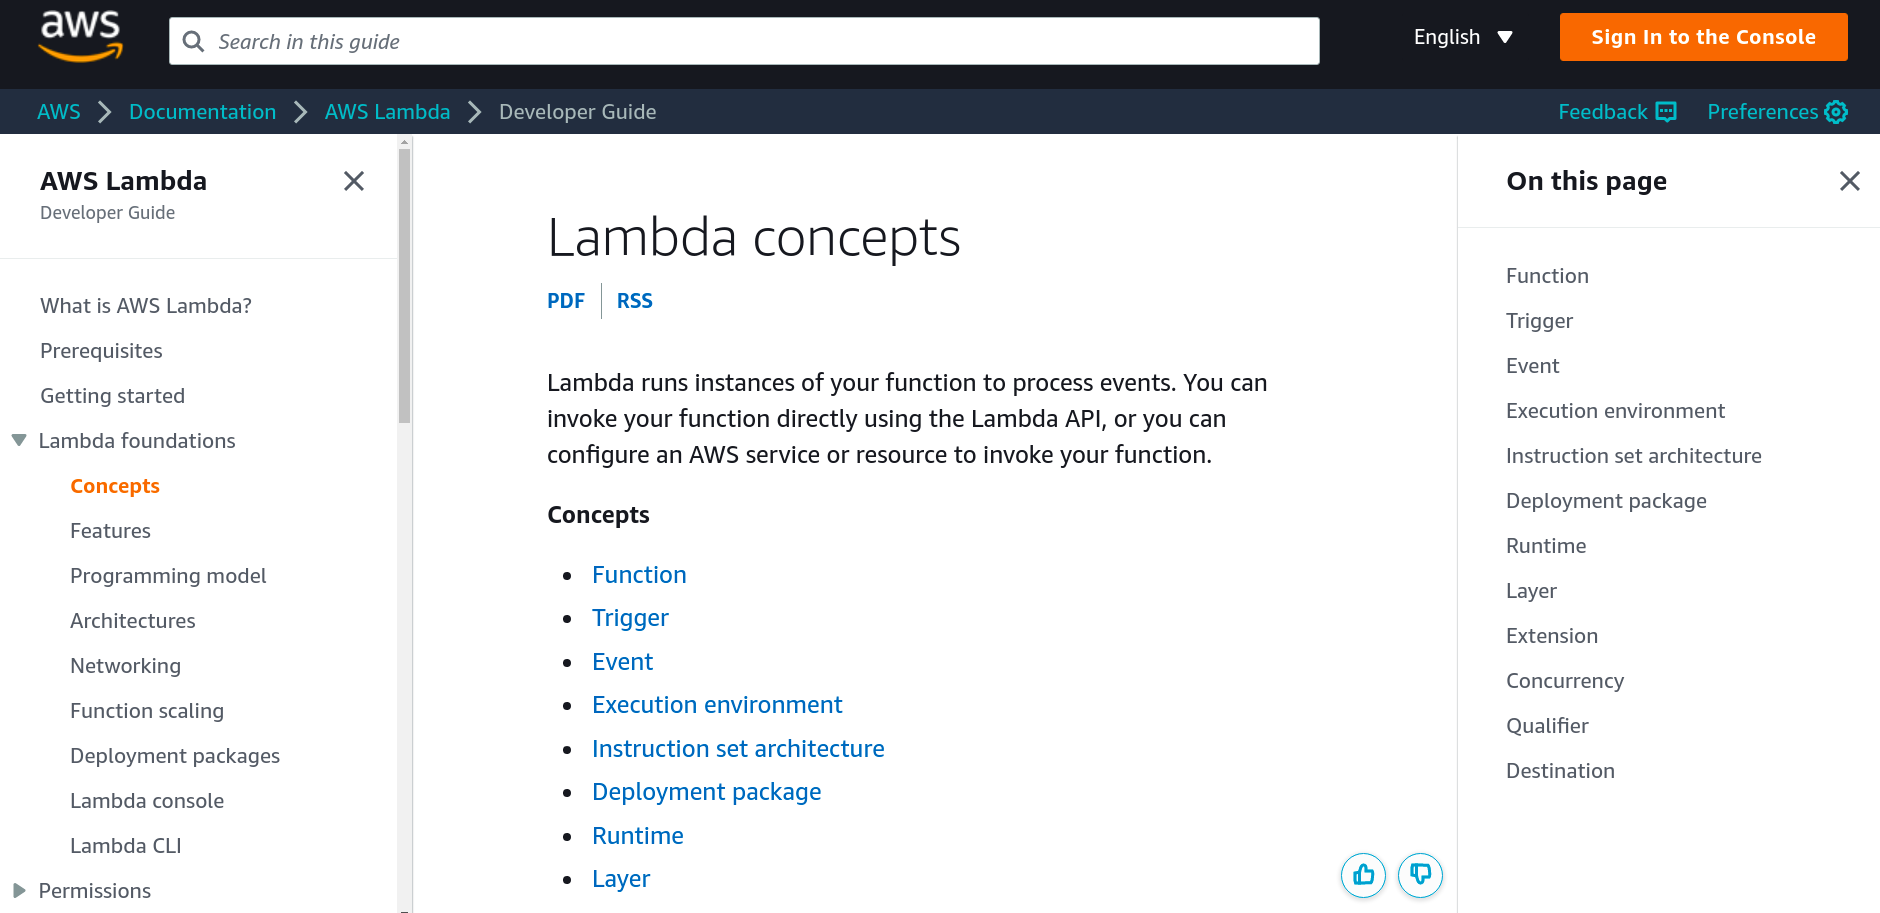 aws
Search in this guide
English
Sign In to the Console
AWS
Documentation
AWS Lambda
Developer Guide
Feedback
Preferences
AWS Lambda
Developer Guide
What is AWS Lambda?
Prerequisites
Getting started
Lambda foundations
Concepts
Features
Programming model
Architectures
Networking
Function scaling
Deployment packages
Lambda console
Lambda CLI
Permissions
Lambda concepts
PDF
RSS
Lambda runs instances of your function to process events. You can
invoke your function directly using the Lambda API, or you can
configure an AWS service or resource to invoke your function.
Concepts
Function
Trigger
Event
Execution environment
Instruction set architecture
Deployment package
Runtime
Layer
On this page
Function
Trigger
Event
Execution environment
Instruction set architecture
Deployment package
Runtime
Layer
Extension
Concurrency
Qualifier
Destination